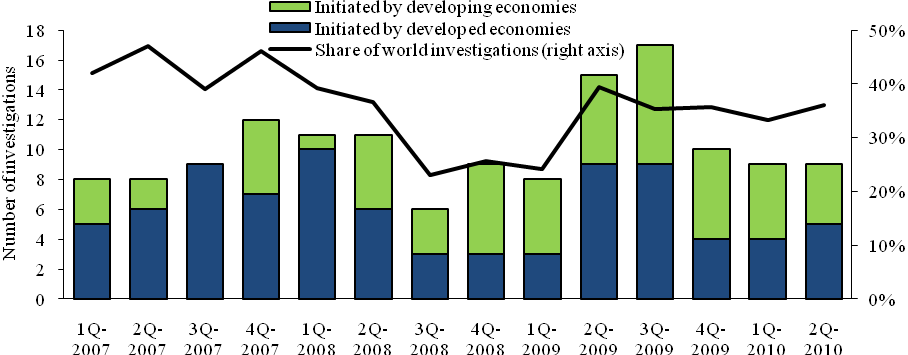 Initiated by developing economies
Initiated by developed economies
Share of world investigations (right axis)
Number of investigations
18
16
14
12
10
8
6
4
2
0
50%
40%
30%
20%
10%
0%
1Q-2007
2Q-2007
3Q-2007
4Q-2007
1Q-2008
2Q-2008
3Q-2008
4Q-2008
1Q-2009
2Q-2009
3Q-2009
4Q-2009
1Q-2010
2Q-2010